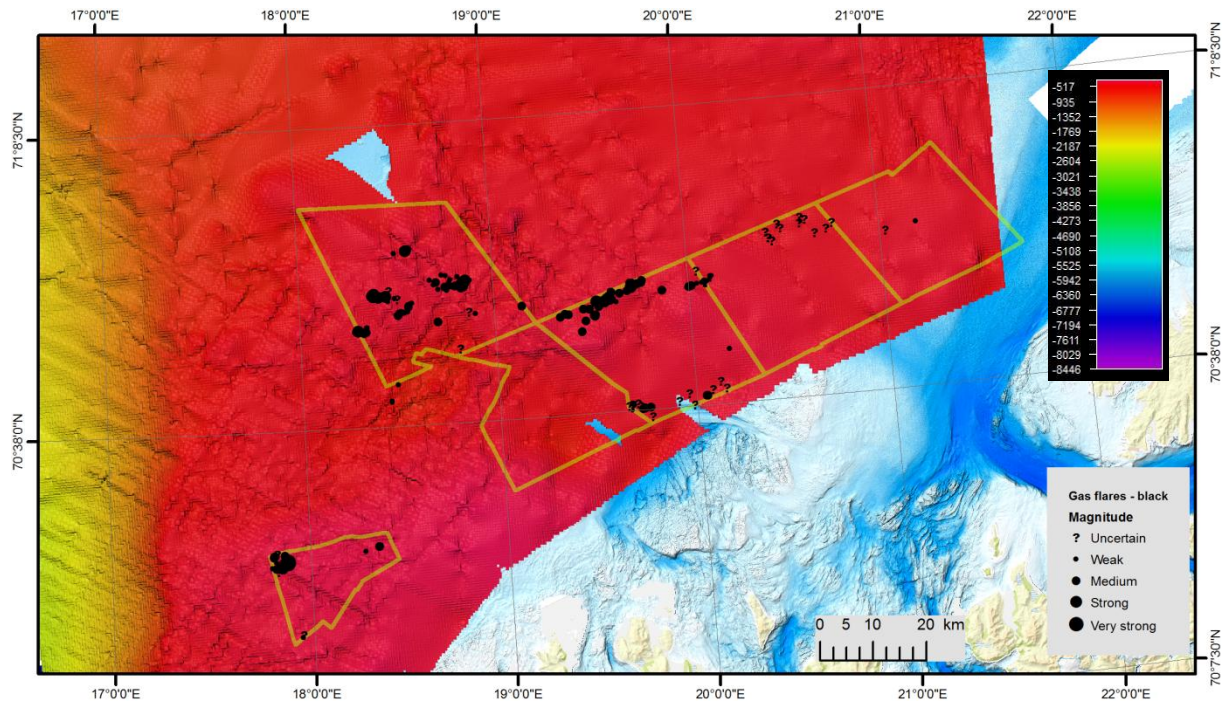 17°0'0"E 18°0'0"E 19°0'0"E 20°0'0"E 21°0'0"E 22°0'0"E
71°8'30"N
71°8'30"N
70°38'0"N
70°38'0"N
70°7'30"N
-517
-935
-1352
-1769
-2187
-2604
-3021
-3438
-3856
-4273
-4690
-5108
-5525
-5942
-6360
-6777
-7194
-7611
-8029
-8446
Gas flares - black
Magnitude
? Uncertain
Weak
Medium
Strong
Very strong
0 5 10 20 km
17°0'0"E 18°0'0"E 19°0'0"E 20°0'0"E 21°0'0"E 22°0'0"E